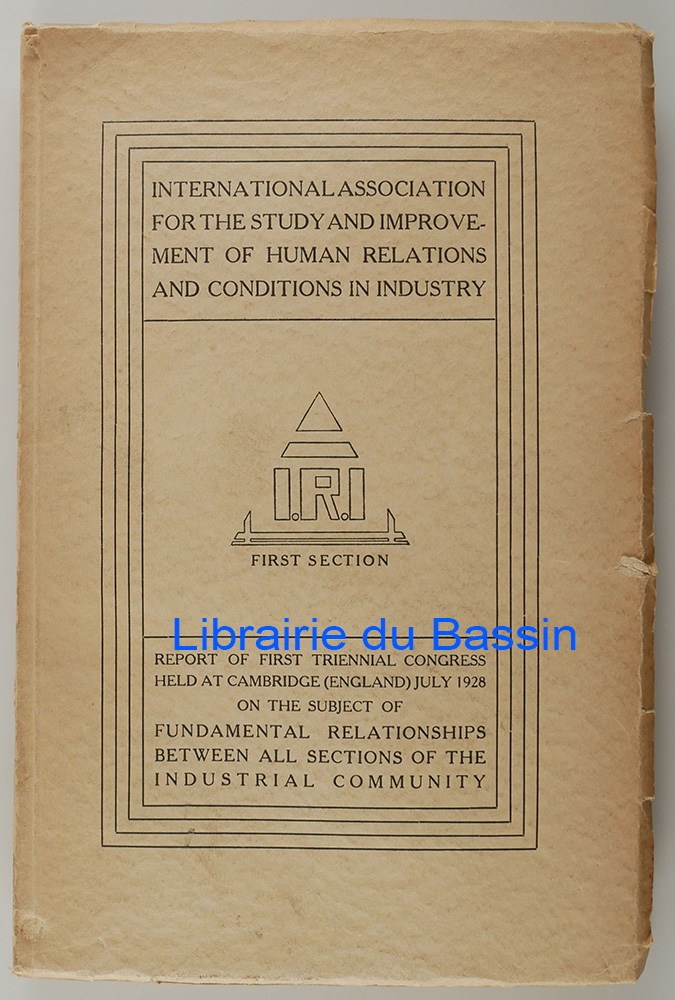 INTERNATIONAL ASSOCIATION
FOR THE STUDY AND IMPROVE-
MENT OF HUMAN RELATIONS
AND CONDITIONS IN INDUSTRY
I.R.I
FIRST SECTION
Librairie du Bassin
REPORT OF FIRST TRIENNIAL CONGRESS
HELD AT CAMBRIDGE (ENGLAND) JULY 1928
ON THE SUBJECT OF
FUNDAMENTAL RELATIONSHIPS
BETWEEN ALL SECTIONS OF THE
INDUSTRIAL COMMUNITY